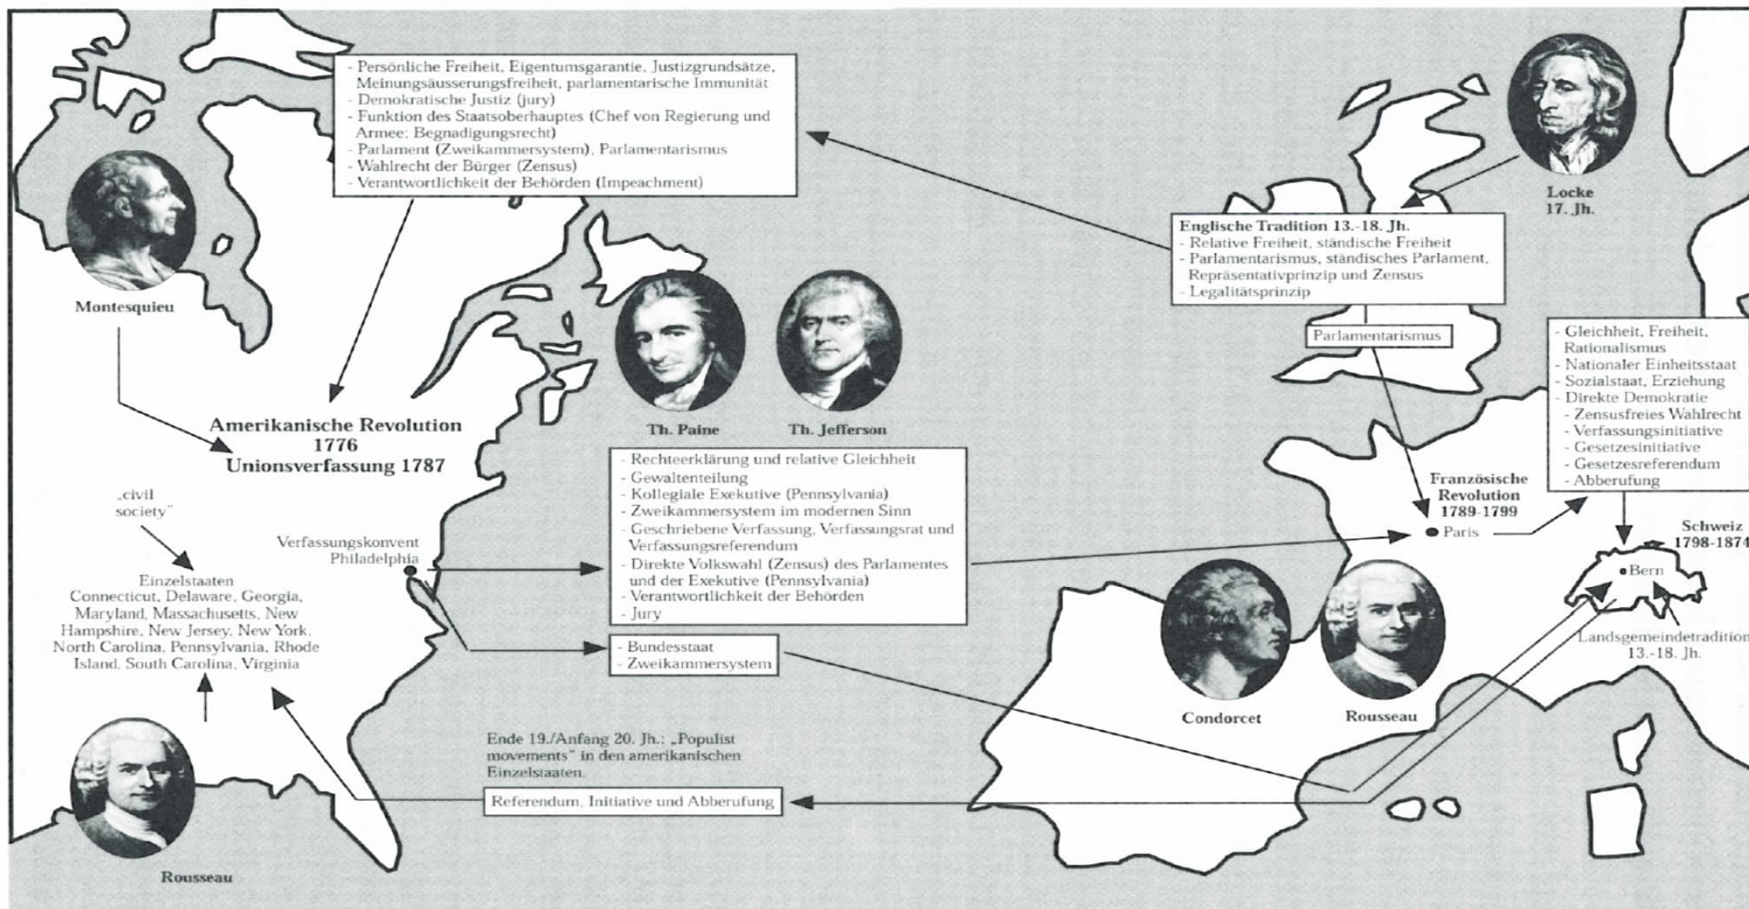 - Persönliche Freiheit, Eigentumsgarantie, Justizgrundsätze,
Meinungsäusserungsfreiheit, parlamentarische Immunität
- Demokratische Justiz (jury)
- Funktion des Staatsoberhauptes (Chef von Regierung und
Armee; Begnadigungsrecht)
- Parlament (Zweikammersystem), Parlamentarismus
- Wahlrecht der Bürger (Zensus)
- Verantwortlichkeit der Behörden (Impeachment)
Locke
17. Jh.
Englische Tradition 13.-18. Jh.
- Relative Freiheit, ständische Freiheit
- Parlamentarismus, ständisches Parlament,
Repräsentativprinzip und Zensus
- Legalitätsprinzip
Parlamentarismus
Montesquieu
Th. Paine
Th. Jefferson
- Gleichheit, Freiheit,
Rationalismus
- Nationaler Einheitsstaat
- Sozialstaat, Erziehung
- Direkte Demokratie
- Zensusfreies Wahlrecht
- Verfassungsinitiative
- Gesetzesinitiative
- Gesetzesreferendum
- Abberufung
Amerikanische Revolution
1776
Unionsverfassung 1787
„civil
society"
Verfassungskonvent
Philadelphia
- Rechteerklärung und relative Gleichheit
- Gewaltenteilung
- Kollegiale Exekutive (Pennsylvania)
- Zweikammersystem im modernen Sinn
- Geschriebene Verfassung, Verfassungsrat und
Verfassungsreferendum
- Direkte Volkswahl (Zensus) des Parlamentes
und der Exekutive (Pennsylvania)
- Verantwortlichkeit der Behörden
- Jury
Französische
Revolution
1789-1799
Paris
Schweiz
1798-1874
Bern
Landsgemeindetradition
13.-18. Jh.
Einzelstaaten
Connecticut, Delaware, Georgia,
Maryland, Massachusetts, New
Hampshire, New Jersey, New York,
North Carolina, Pennsylvania, Rhode
Island, South Carolina, Virginia
- Bundesstaat
- Zweikammersystem
Condorcet
Rousseau
Ende 19./Anfang 20. Jh.: „Populist
movements" in den amerikanischen
Einzelstaaten.
Referendum, Initiative und Abberufung
Rousseau